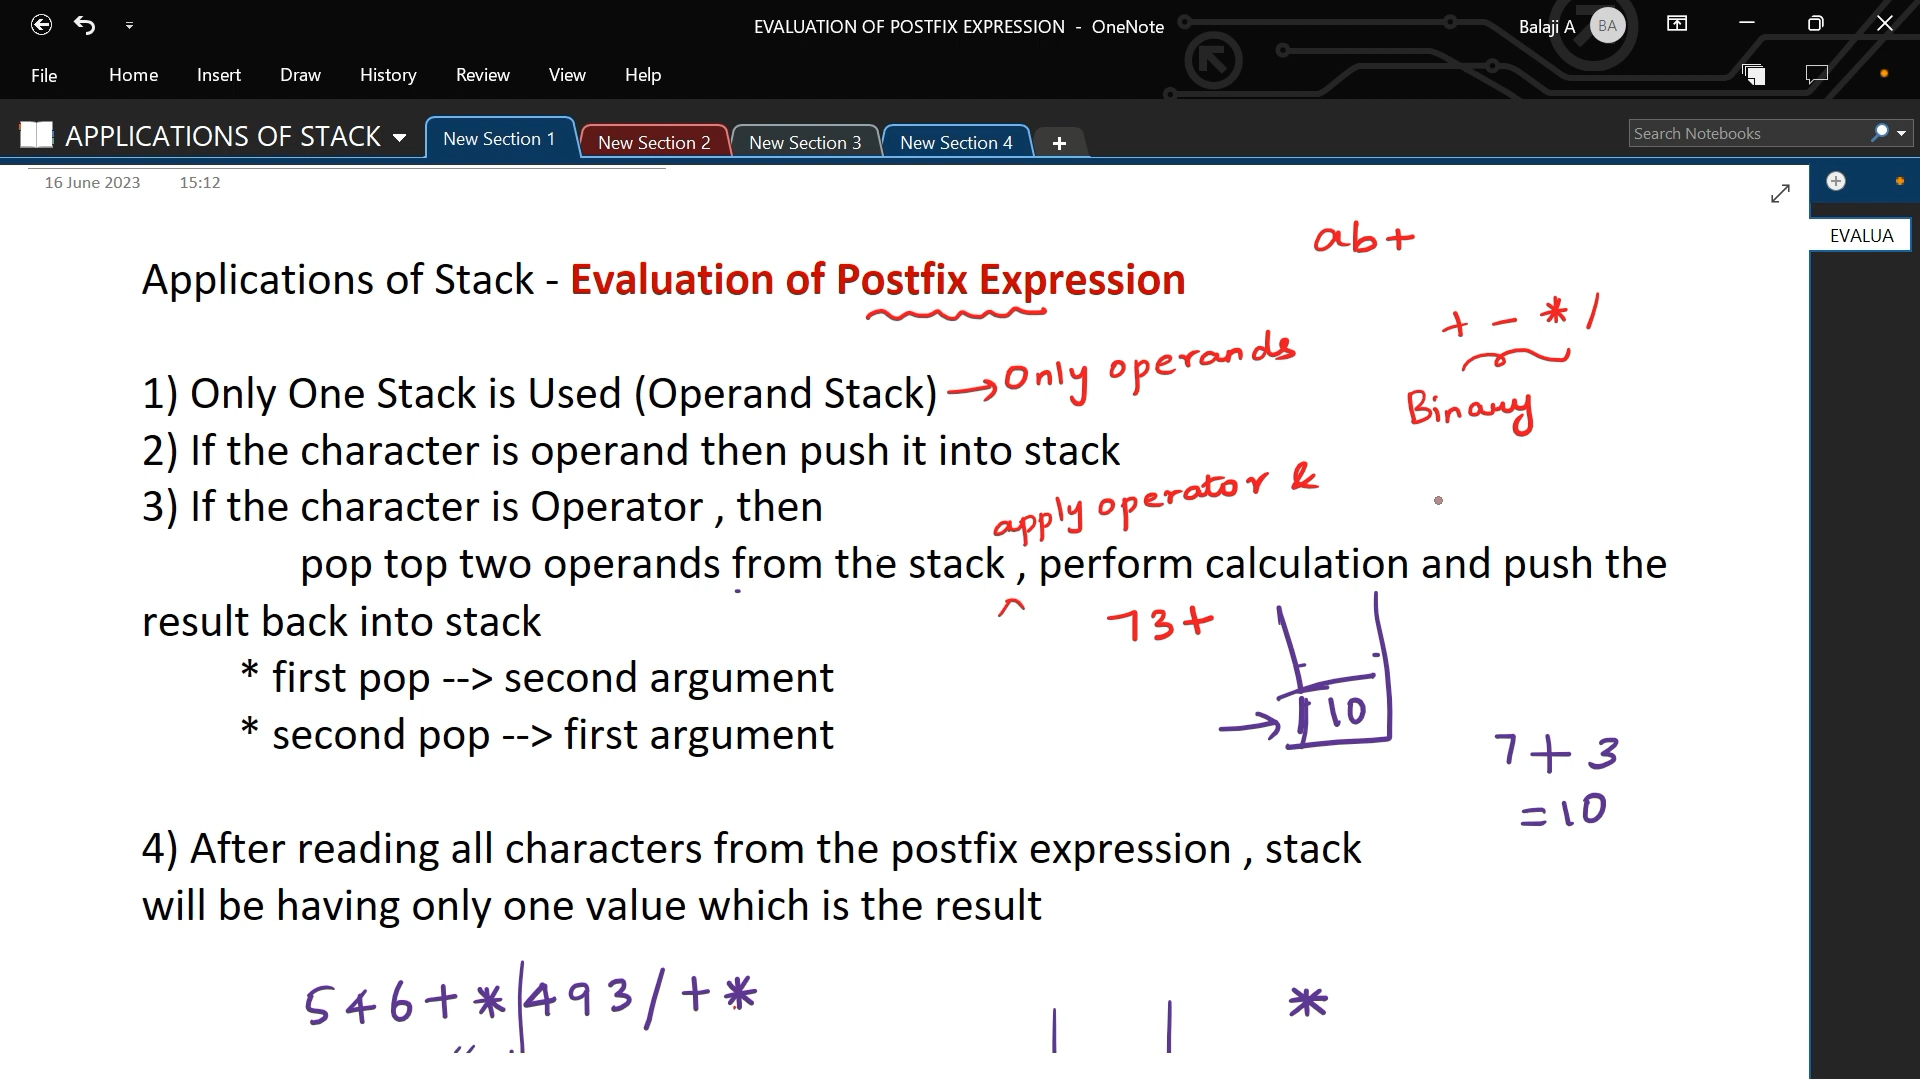 EVALUATION OF POSTFIX EXPRESSION - OneNote
Balaji A BA
File Home Insert Draw History Review View Help
APPLICATIONS OF STACK
New Section 1 New Section 2 New Section 3 New Section 4 +
Search Notebooks
16 June 2023 15:12
EVALUA
ab+
Applications of Stack - Evaluation of Postfix Expression
+ - * /
Binary
1) Only One Stack is Used (Operand Stack) → Only operands
2) If the character is operand then push it into stack
3) If the character is Operator , then
apply operator &
pop top two operands from the stack , perform calculation and push the
result back into stack
73+
* first pop --> second argument
* second pop --> first argument
→ 10
7+3
=10
4) After reading all characters from the postfix expression , stack
will be having only one value which is the result
546+*|493/+*
*